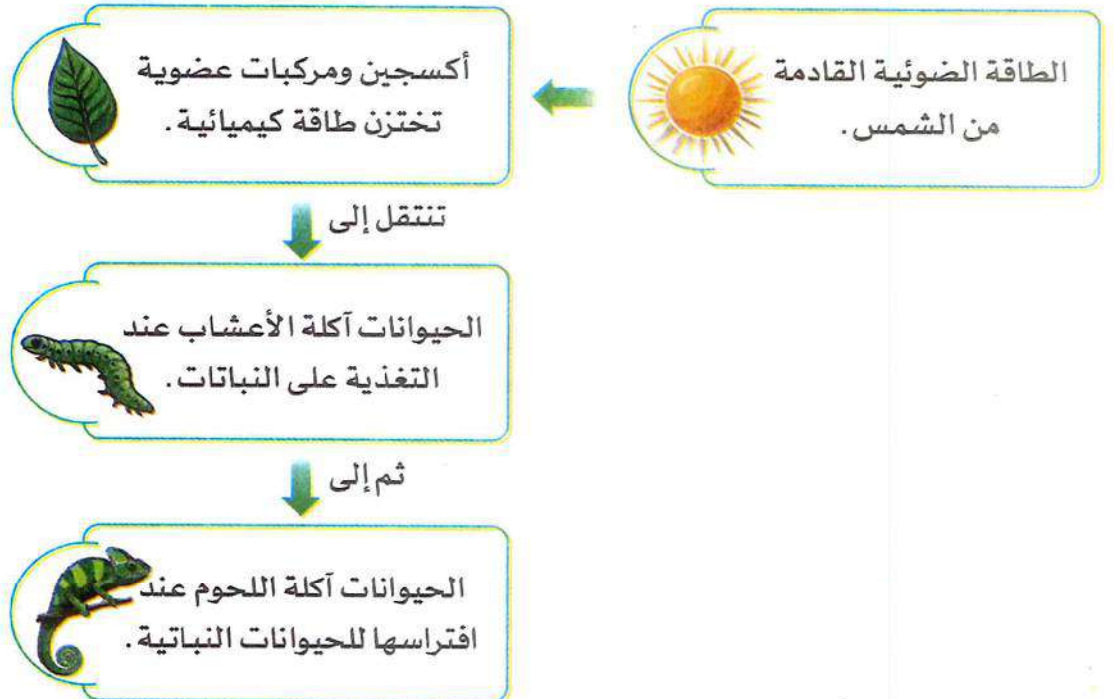 الطاقة الضوئية القادمة
من الشمس.
أكسجين ومركبات عضوية
تختزن طاقة كيميائية.
تنتقل إلى
الحيوانات آكلة الأعشاب عند
التغذية على النباتات.
ثم إلى
الحيوانات آكلة اللحوم عند
افتراسها للحيوانات النباتية.